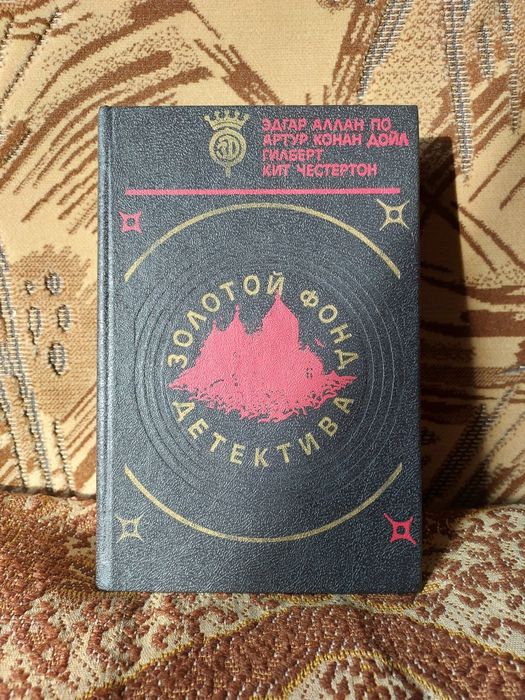 ЭДГАР АЛЛАН ПО
АРТУР КОНАН ДОЙЛ
ГИЛБЕРТ
КИТ ЧЕСТЕРТОН
ЗОЛОТОЙ ФОНД
ДЕТЕКТИВА